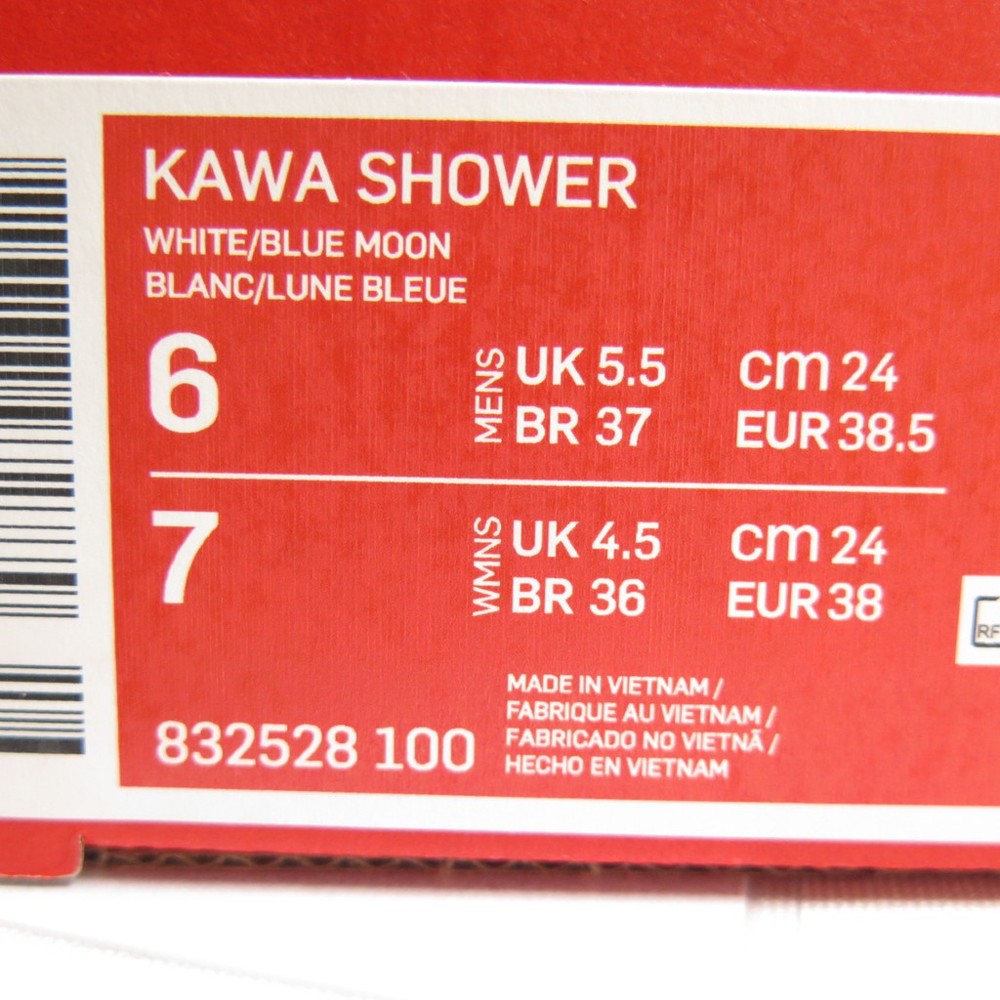 KAWA SHOWER
WHITE/BLUE MOON
BLANC/LUNE BLEUE
6
MENS
UK 5.5 cm 24
BR 37 EUR 38.5
7
WMNS
UK 4.5 cm 24
BR 36 EUR 38
832528 100
MADE IN VIETNAM /
FABRIQUE AU VIETNAM /
FABRICADO NO VIETNÃ /
HECHO EN VIETNAM